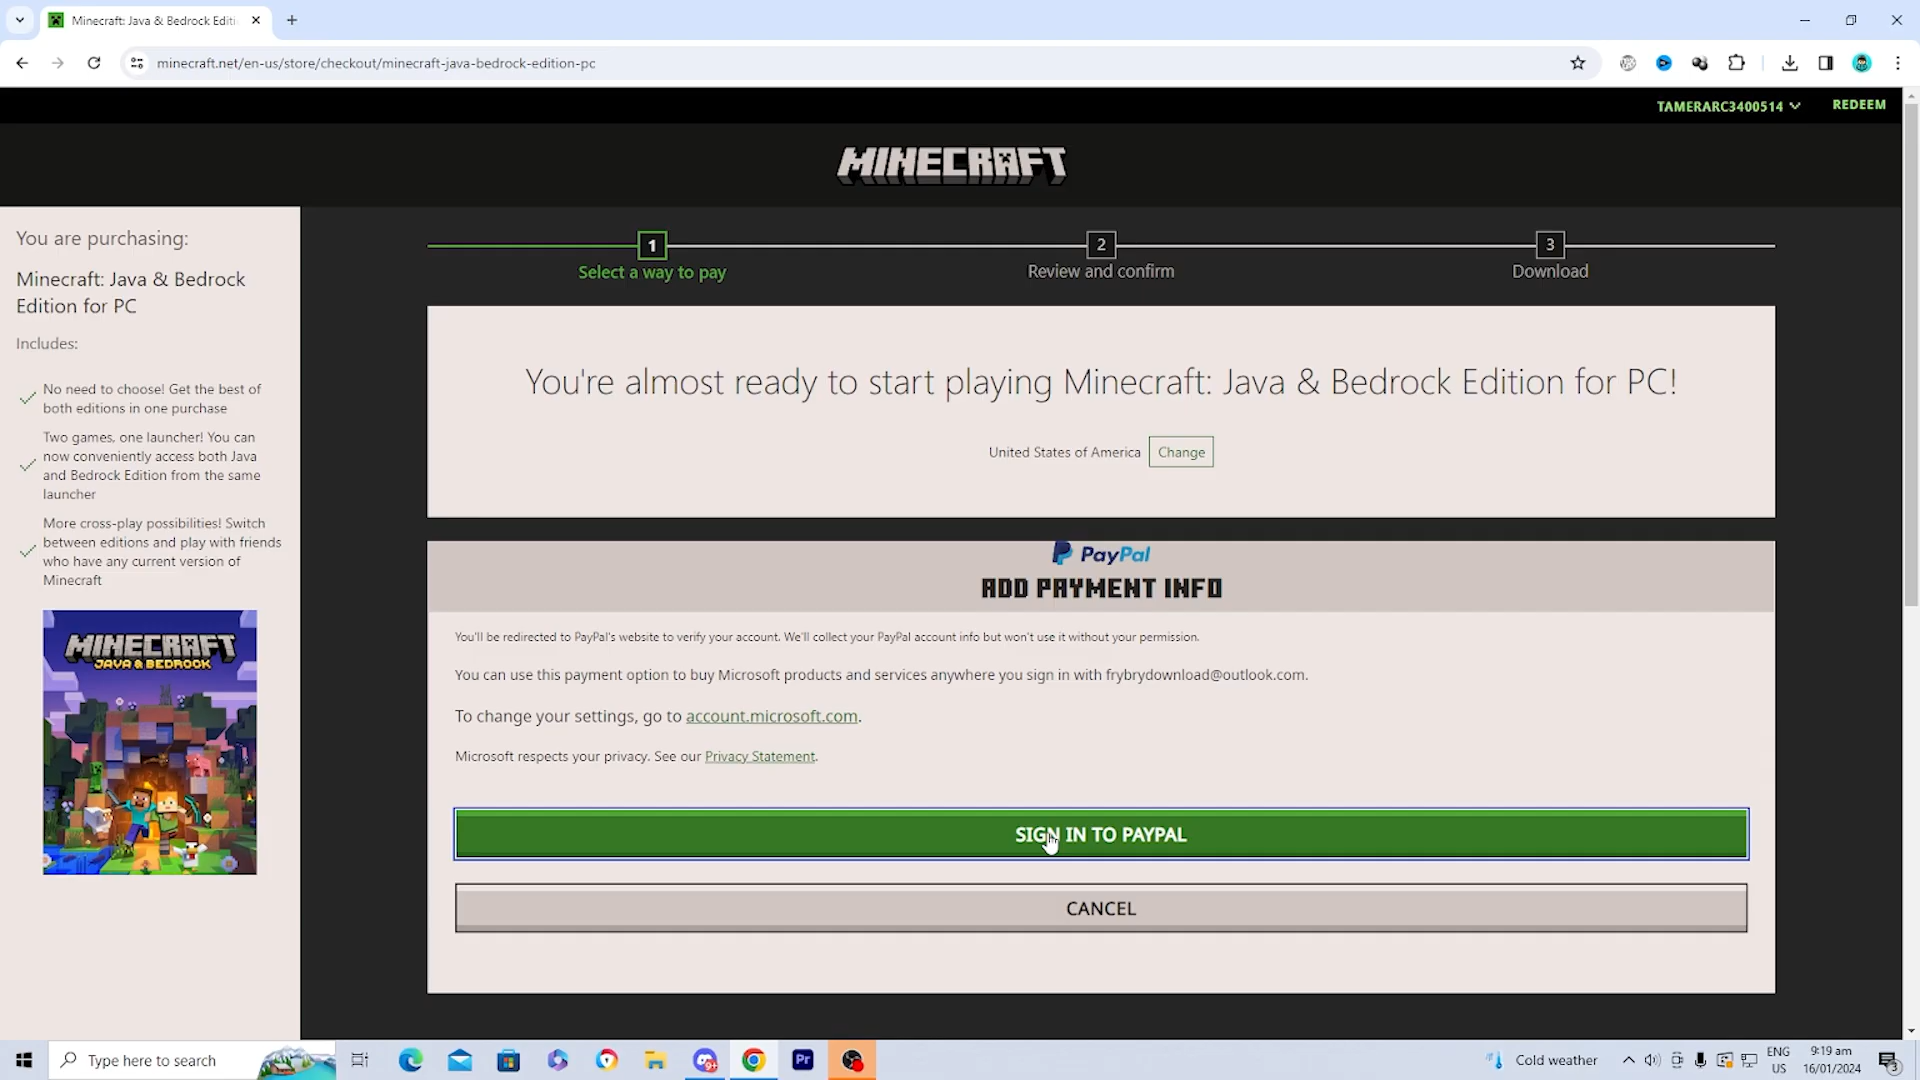 Minecraft: Java & Bedrock Editi
minecraft.net/en-us/store/checkout/minecraft-java-bedrock-edition-pc
TAMERARC3400514
REDEEM
MINECRAFT
You are purchasing:
Minecraft: Java & Bedrock
Edition for PC
Includes:
No need to choose! Get the best of
both editions in one purchase
Two games, one launcher! You can
now conveniently access both Java
and Bedrock Edition from the same
launcher
More cross-play possibilities! Switch
between editions and play with friends
who have any current version of
Minecraft
MINECRAFT
JAVA & BEDROCK
1
Select a way to pay
2
Review and confirm
3
Download
You're almost ready to start playing Minecraft: Java & Bedrock Edition for PC!
United States of America
Change
PayPal
ADD PAYMENT INFO
You'll be redirected to PayPal's website to verify your account. We'll collect your PayPal account info but won't use it without your permission.
You can use this payment option to buy Microsoft products and services anywhere you sign in with frybrydownload@outlook.com.
To change your settings, go to account.microsoft.com.
Microsoft respects your privacy. See our Privacy Statement.
SIGN IN TO PAYPAL
CANCEL
Type here to search
Pr
Cold weather
ENG
US
9:19 am
16/01/2024
3